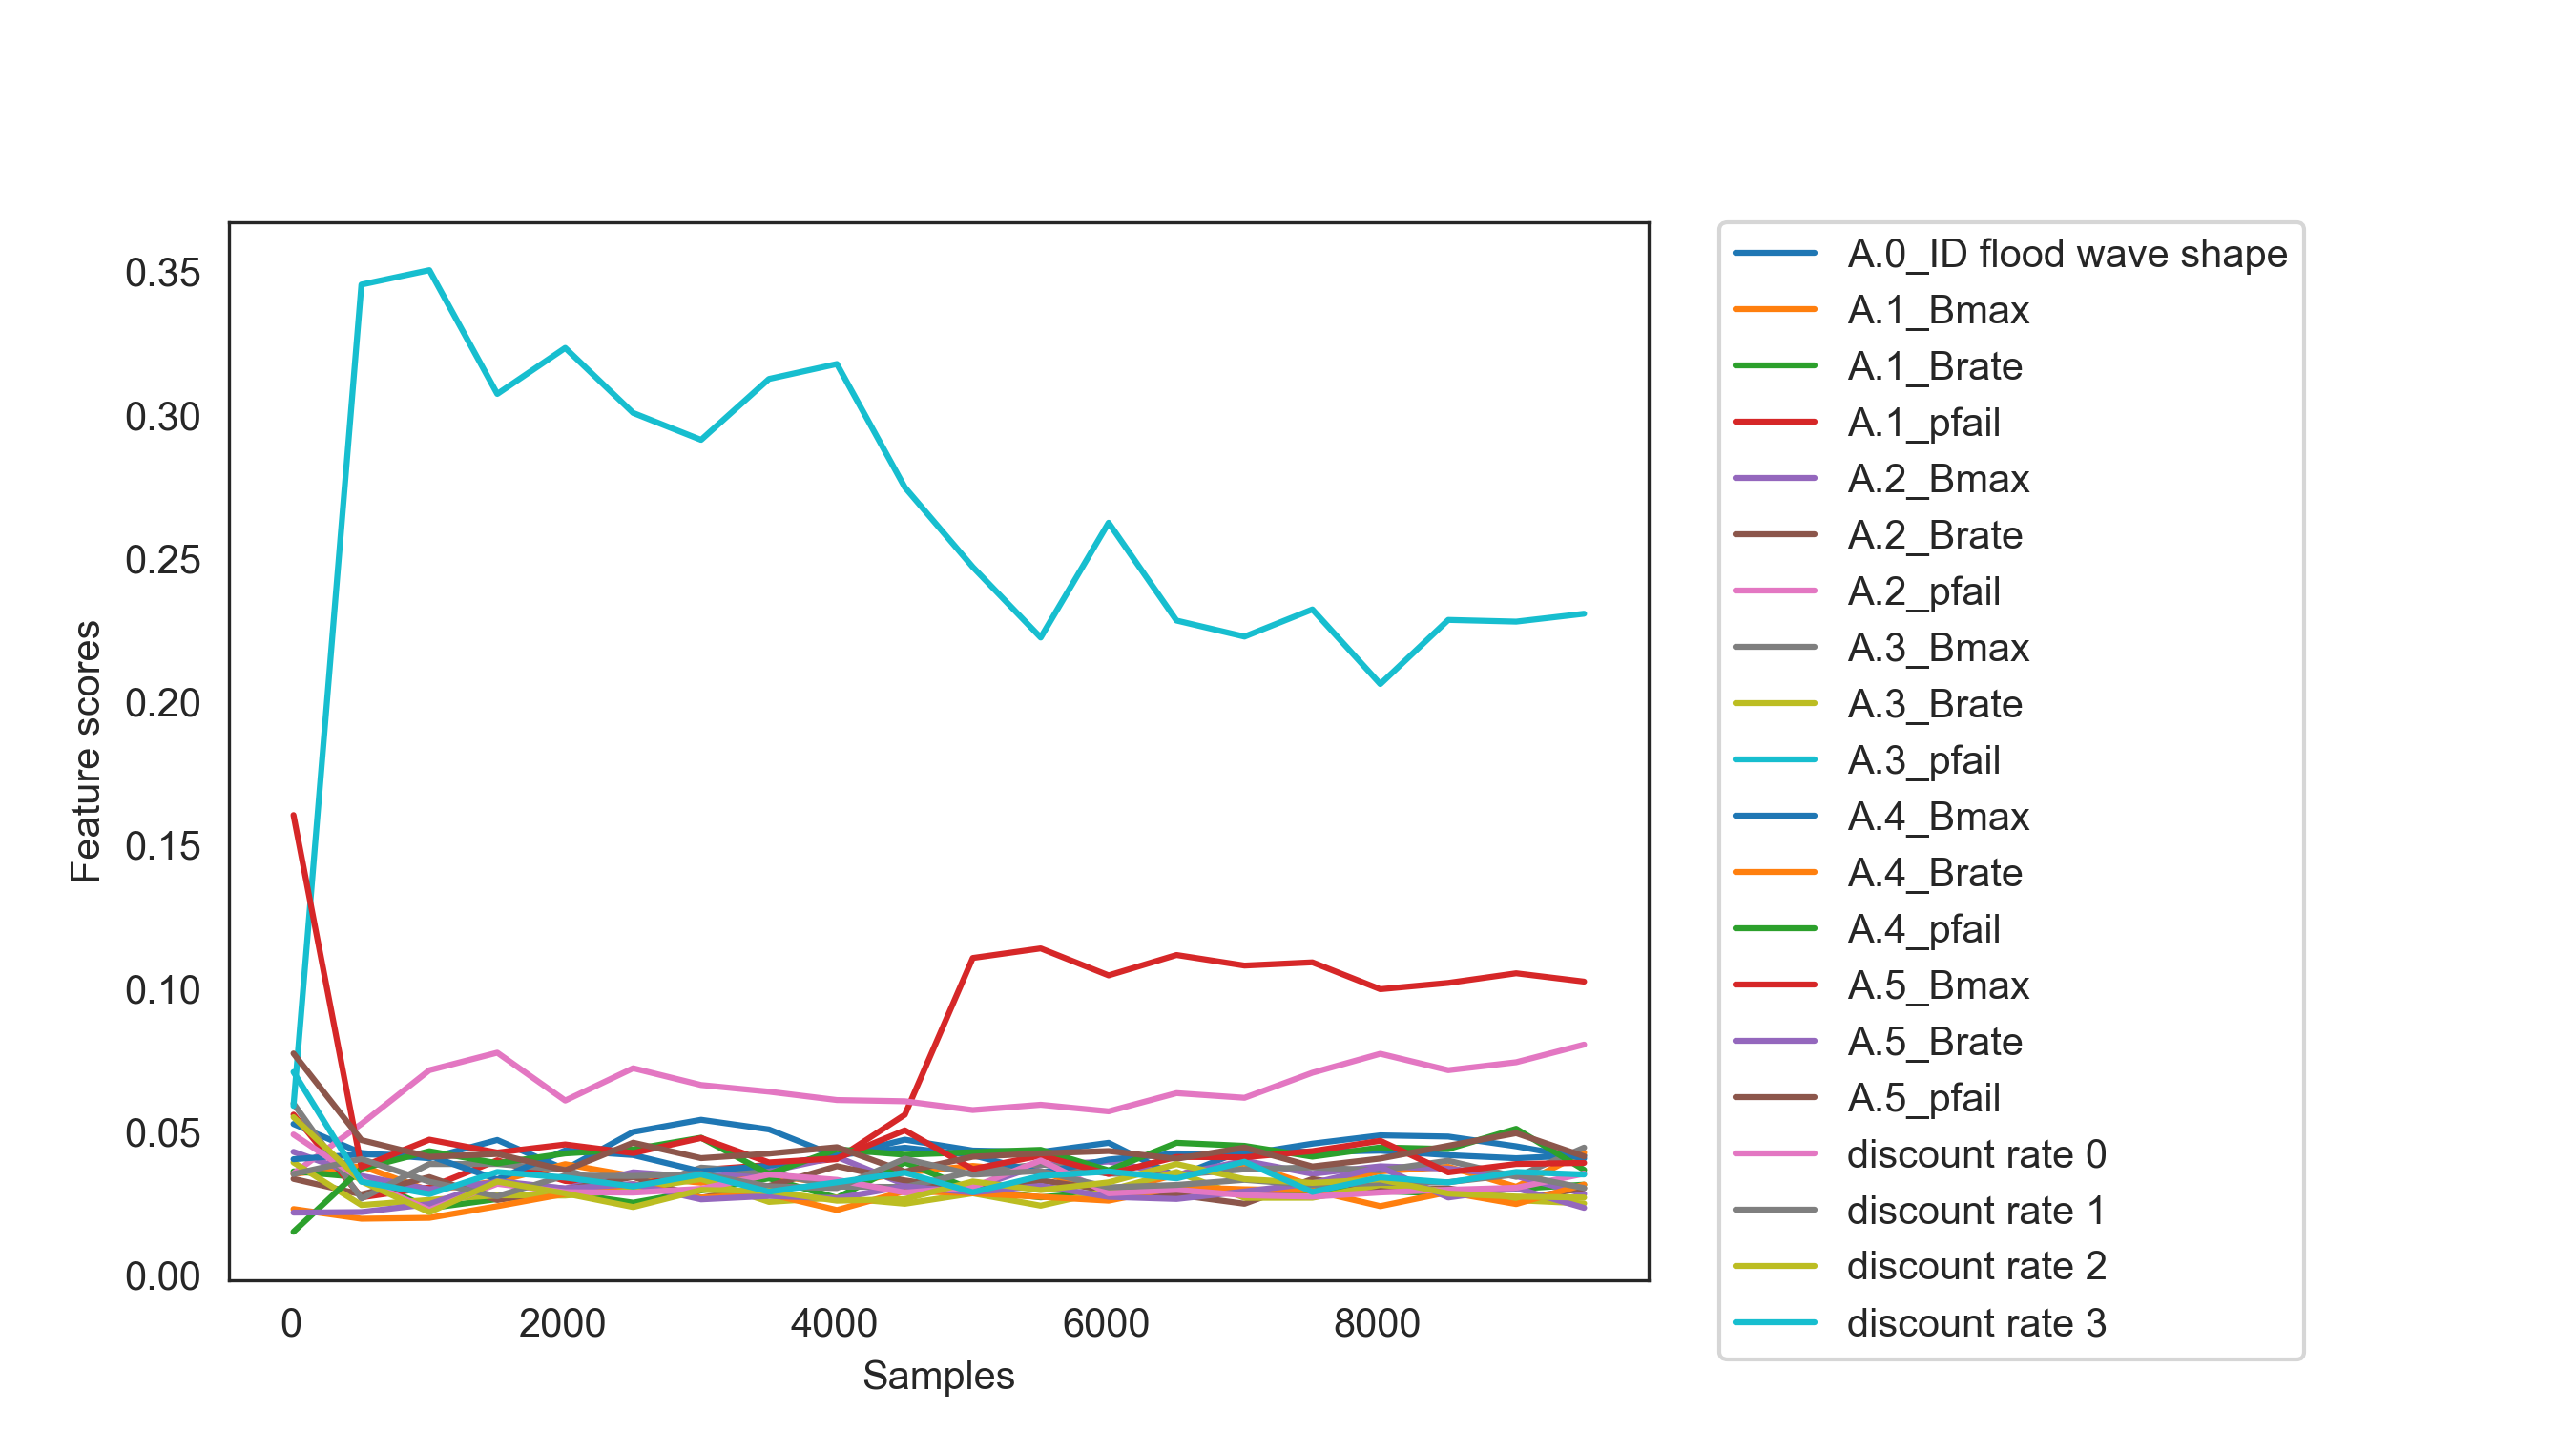 0.35
0.30
0.25
0.20
0.15
0.10
0.05
0.00
Feature scores
0 2000 4000 6000 8000
Samples
A.0_ID flood wave shape
A.1_Bmax
A.1_Brate
A.1_pfail
A.2_Bmax
A.2_Brate
A.2_pfail
A.3_Bmax
A.3_Brate
A.3_pfail
A.4_Bmax
A.4_Brate
A.4_pfail
A.5_Bmax
A.5_Brate
A.5_pfail
discount rate 0
discount rate 1
discount rate 2
discount rate 3